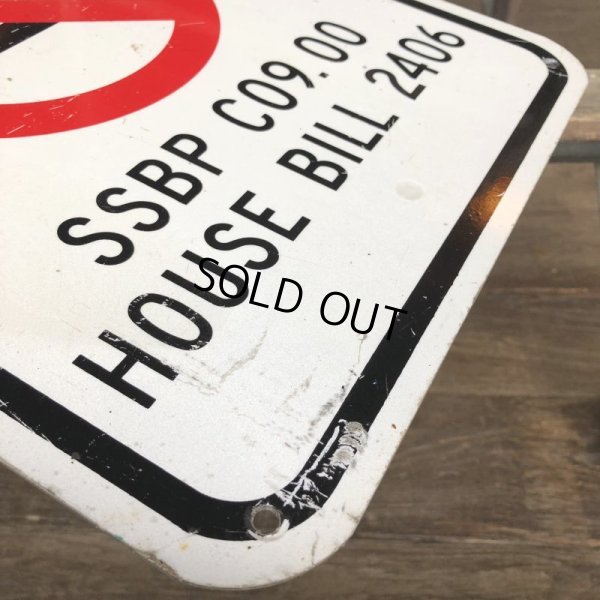 SSBP C09.00
HOUSE BILL 2406
SOLD OUT